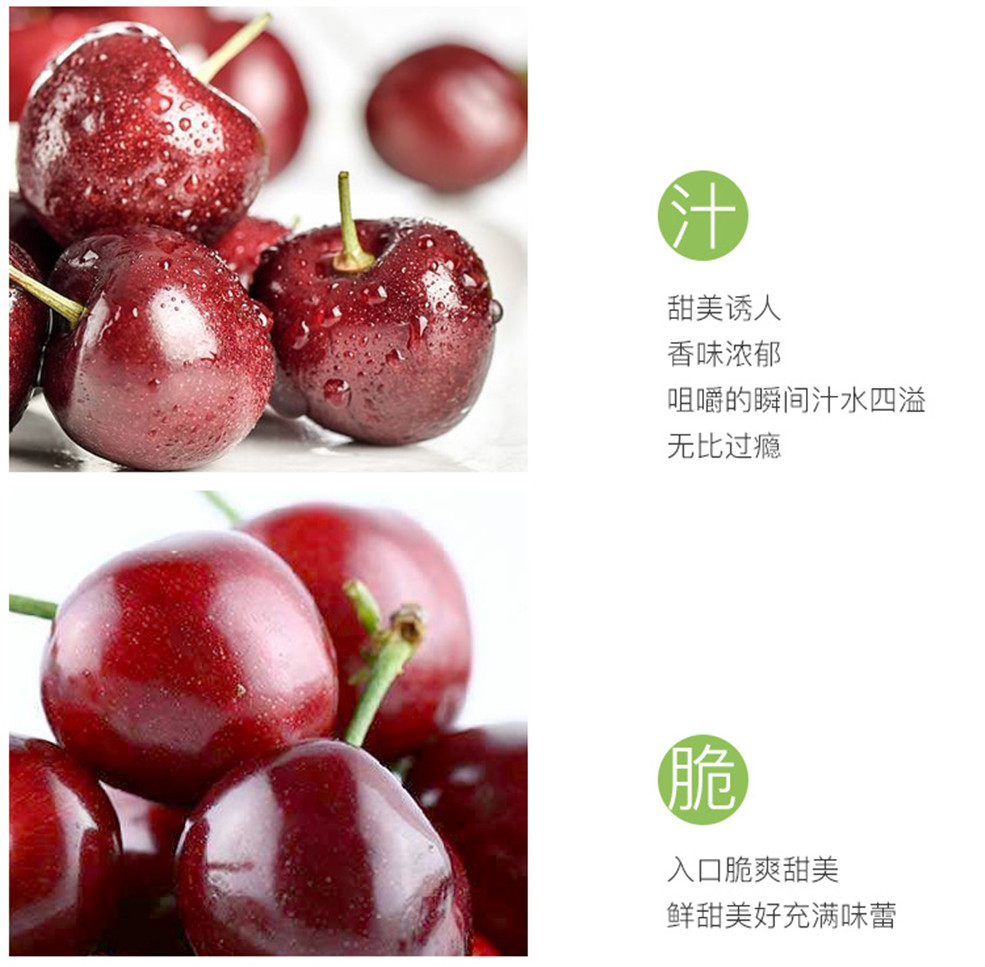 汁
甜美诱人
香味浓郁
咀嚼的瞬间汁水四溢
无比过瘾
脆
入口脆爽甜美
鲜甜美好充满味蕾